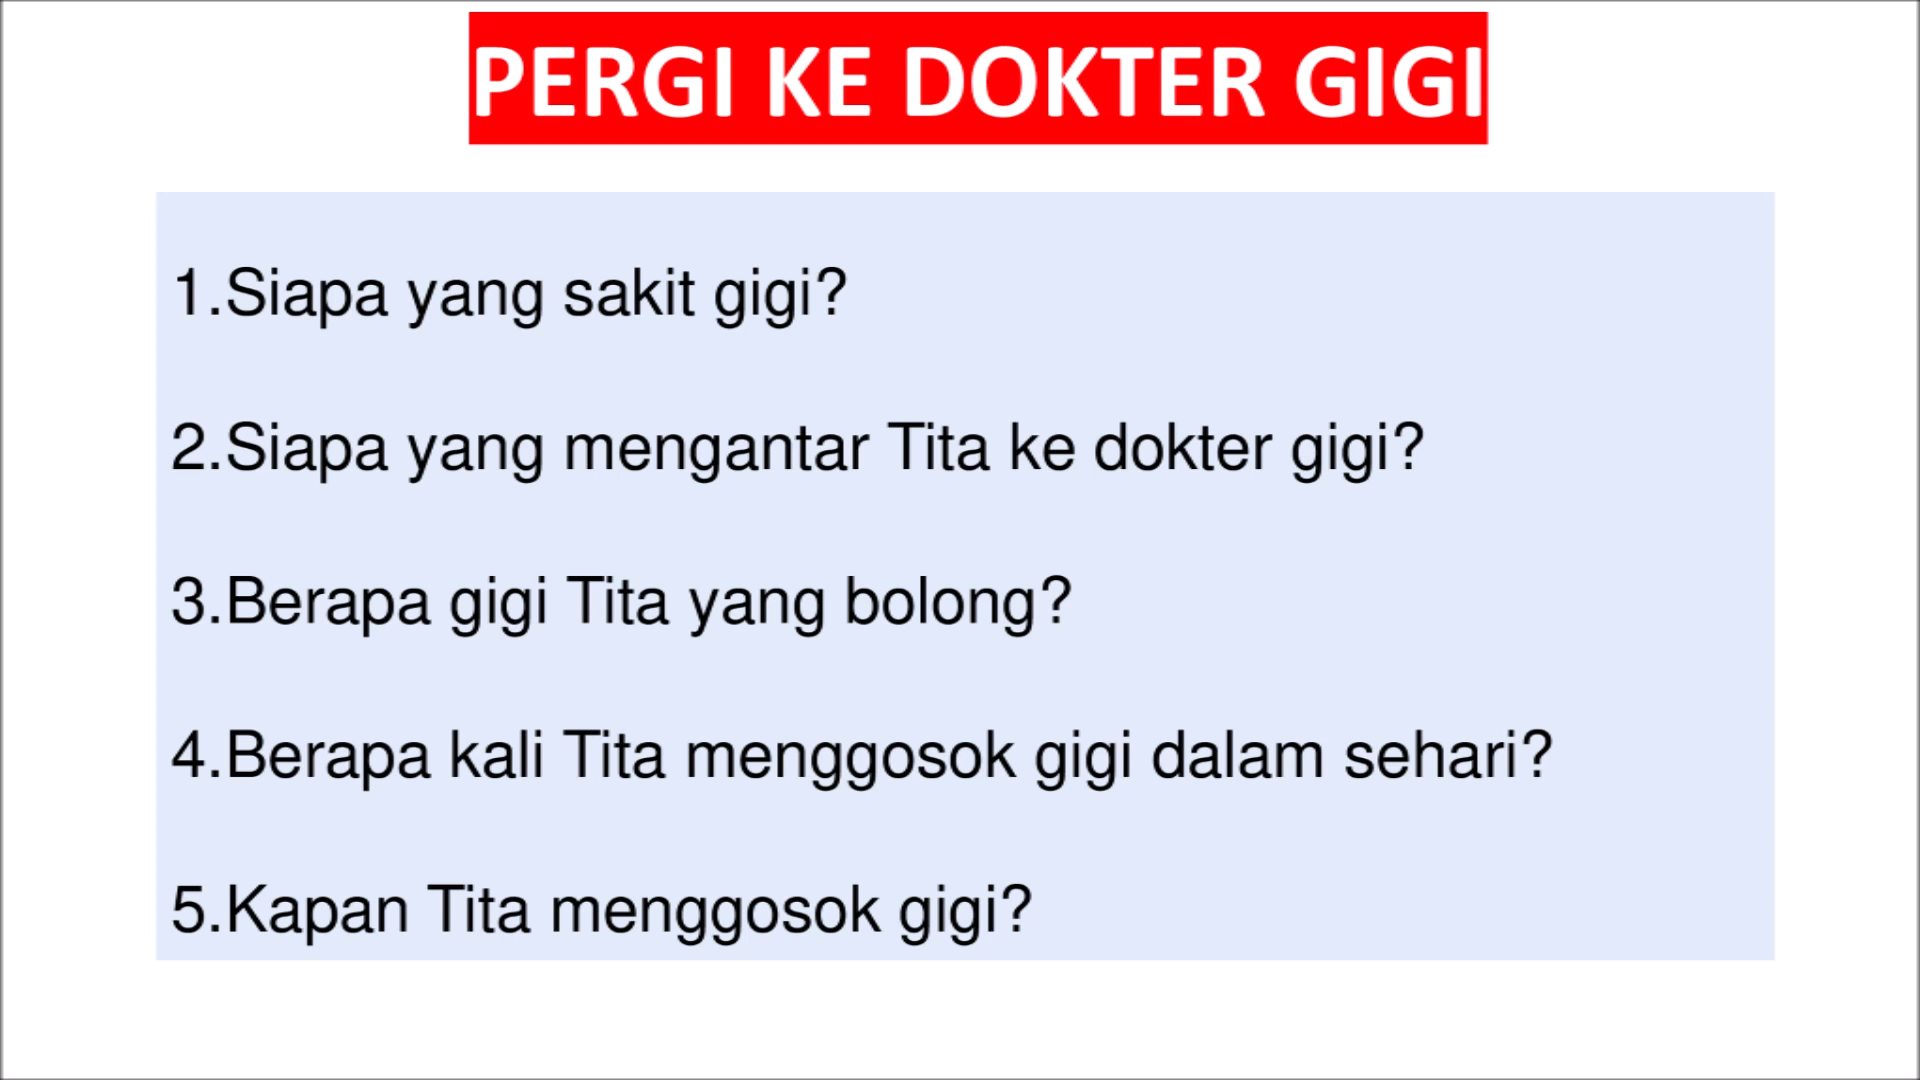 PERGI KE DOKTER GIGI
1.Siapa yang sakit gigi?
2.Siapa yang mengantar Tita ke dokter gigi?
3.Berapa gigi Tita yang bolong?
4.Berapa kali Tita menggosok gigi dalam sehari?
5.Kapan Tita menggosok gigi?